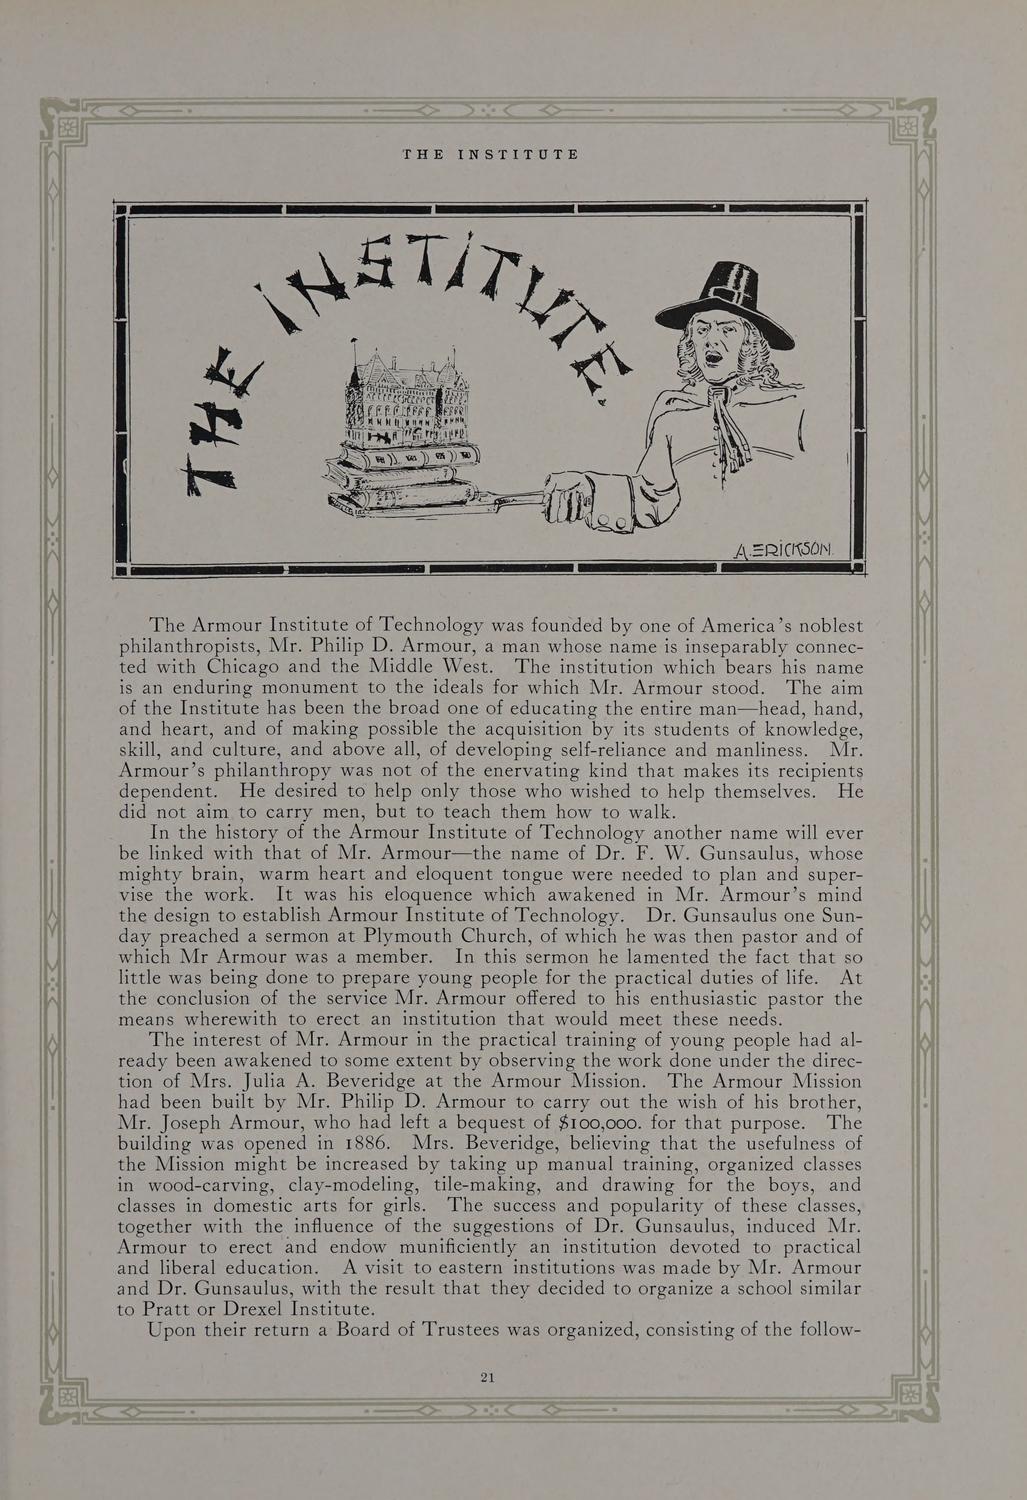 THE INSTITUTE
THE INSTITUTE.
A. ERICKSON.
The Armour Institute of Technology was founded by one of America's noblest
philanthropists, Mr. Philip D. Armour, a man whose name is inseparably connec-
ted with Chicago and the Middle West. The institution which bears his name
is an enduring monument to the ideals for which Mr. Armour stood. The aim
of the Institute has been the broad one of educating the entire man—head, hand,
and heart, and of making possible the acquisition by its students of knowledge,
skill, and culture, and above all, of developing self-reliance and manliness. Mr.
Armour's philanthropy was not of the enervating kind that makes its recipients
dependent. He desired to help only those who wished to help themselves. He
did not aim to carry men, but to teach them how to walk.
In the history of the Armour Institute of Technology another name will ever
be linked with that of Mr. Armour—the name of Dr. F. W. Gunsaulus, whose
mighty brain, warm heart and eloquent tongue were needed to plan and super-
vise the work. It was his eloquence which awakened in Mr. Armour's mind
the design to establish Armour Institute of Technology. Dr. Gunsaulus one Sun-
day preached a sermon at Plymouth Church, of which he was then pastor and of
which Mr Armour was a member. In this sermon he lamented the fact that so
little was being done to prepare young people for the practical duties of life. At
the conclusion of the service Mr. Armour offered to his enthusiastic pastor the
means wherewith to erect an institution that would meet these needs.
The interest of Mr. Armour in the practical training of young people had al-
ready been awakened to some extent by observing the work done under the direc-
tion of Mrs. Julia A. Beveridge at the Armour Mission. The Armour Mission
had been built by Mr. Philip D. Armour to carry out the wish of his brother,
Mr. Joseph Armour, who had left a bequest of $100,000. for that purpose. The
building was opened in 1886. Mrs. Beveridge, believing that the usefulness of
the Mission might be increased by taking up manual training, organized classes
in wood-carving, clay-modeling, tile-making, and drawing for the boys, and
classes in domestic arts for girls. The success and popularity of these classes,
together with the influence of the suggestions of Dr. Gunsaulus, induced Mr.
Armour to erect and endow munificiently an institution devoted to practical
and liberal education. A visit to eastern institutions was made by Mr. Armour
and Dr. Gunsaulus, with the result that they decided to organize a school similar
to Pratt or Drexel Institute.
Upon their return a Board of Trustees was organized, consisting of the follow-
21